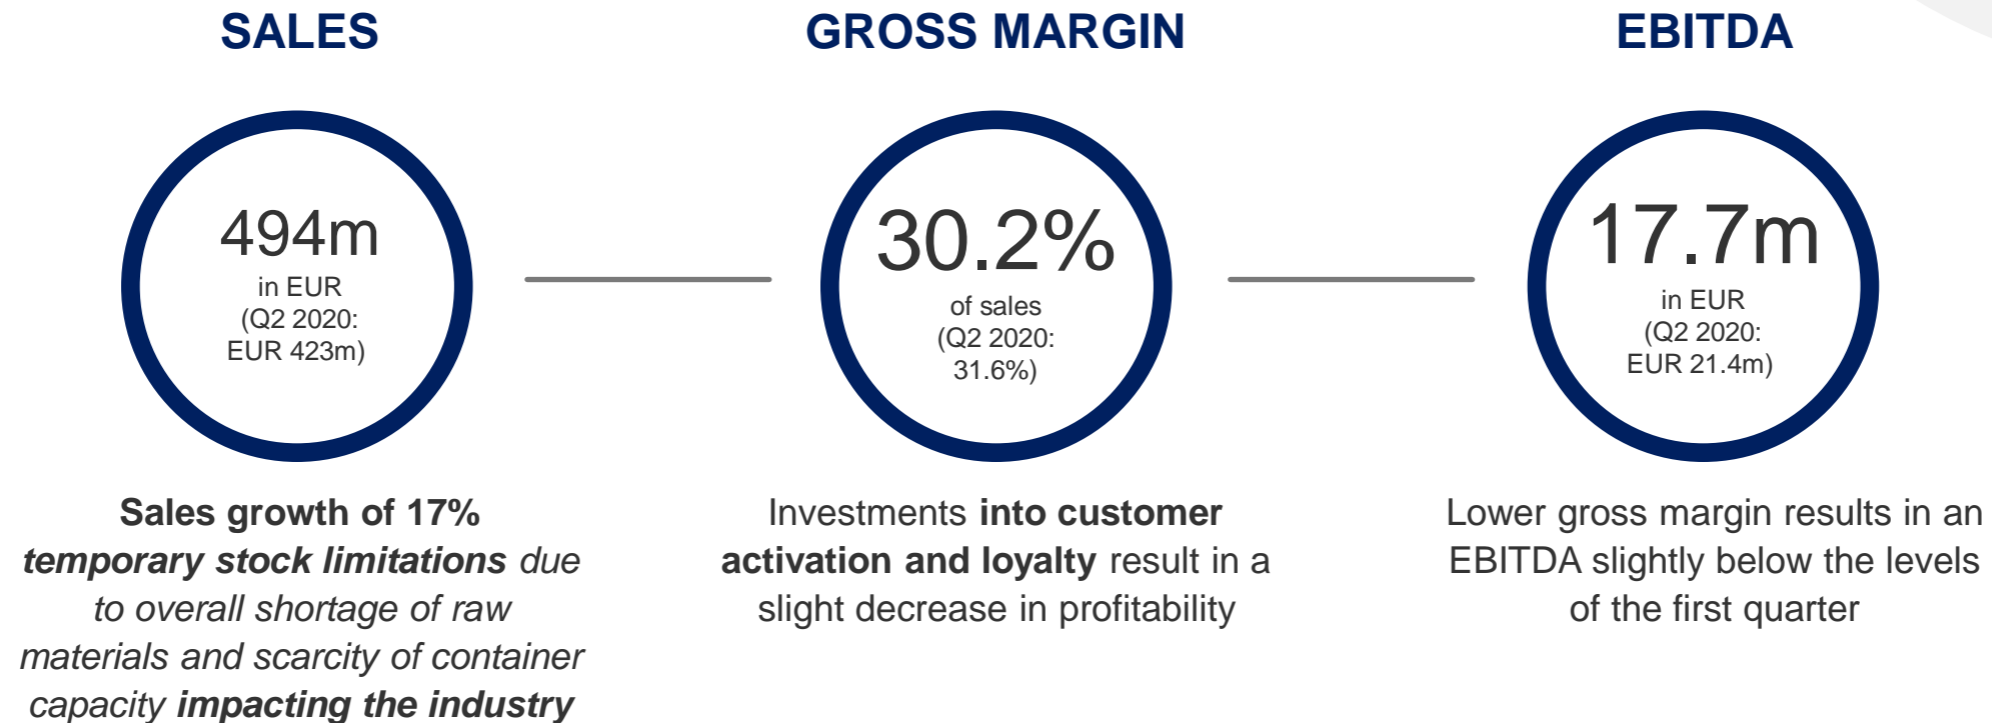 SALES
494m
in EUR
(Q2 2020:
EUR 423m)
Sales growth of 17%
temporary stock limitations due
to overall shortage of raw
materials and scarcity of container
capacity impacting the industry
GROSS MARGIN
30.2%
of sales
(Q2 2020:
31.6%)
Investments into customer
activation and loyalty result in a
slight decrease in profitability
EBITDA
17.7m
in EUR
(Q2 2020:
EUR 21.4m)
Lower gross margin results in an
EBITDA slightly below the levels
of the first quarter